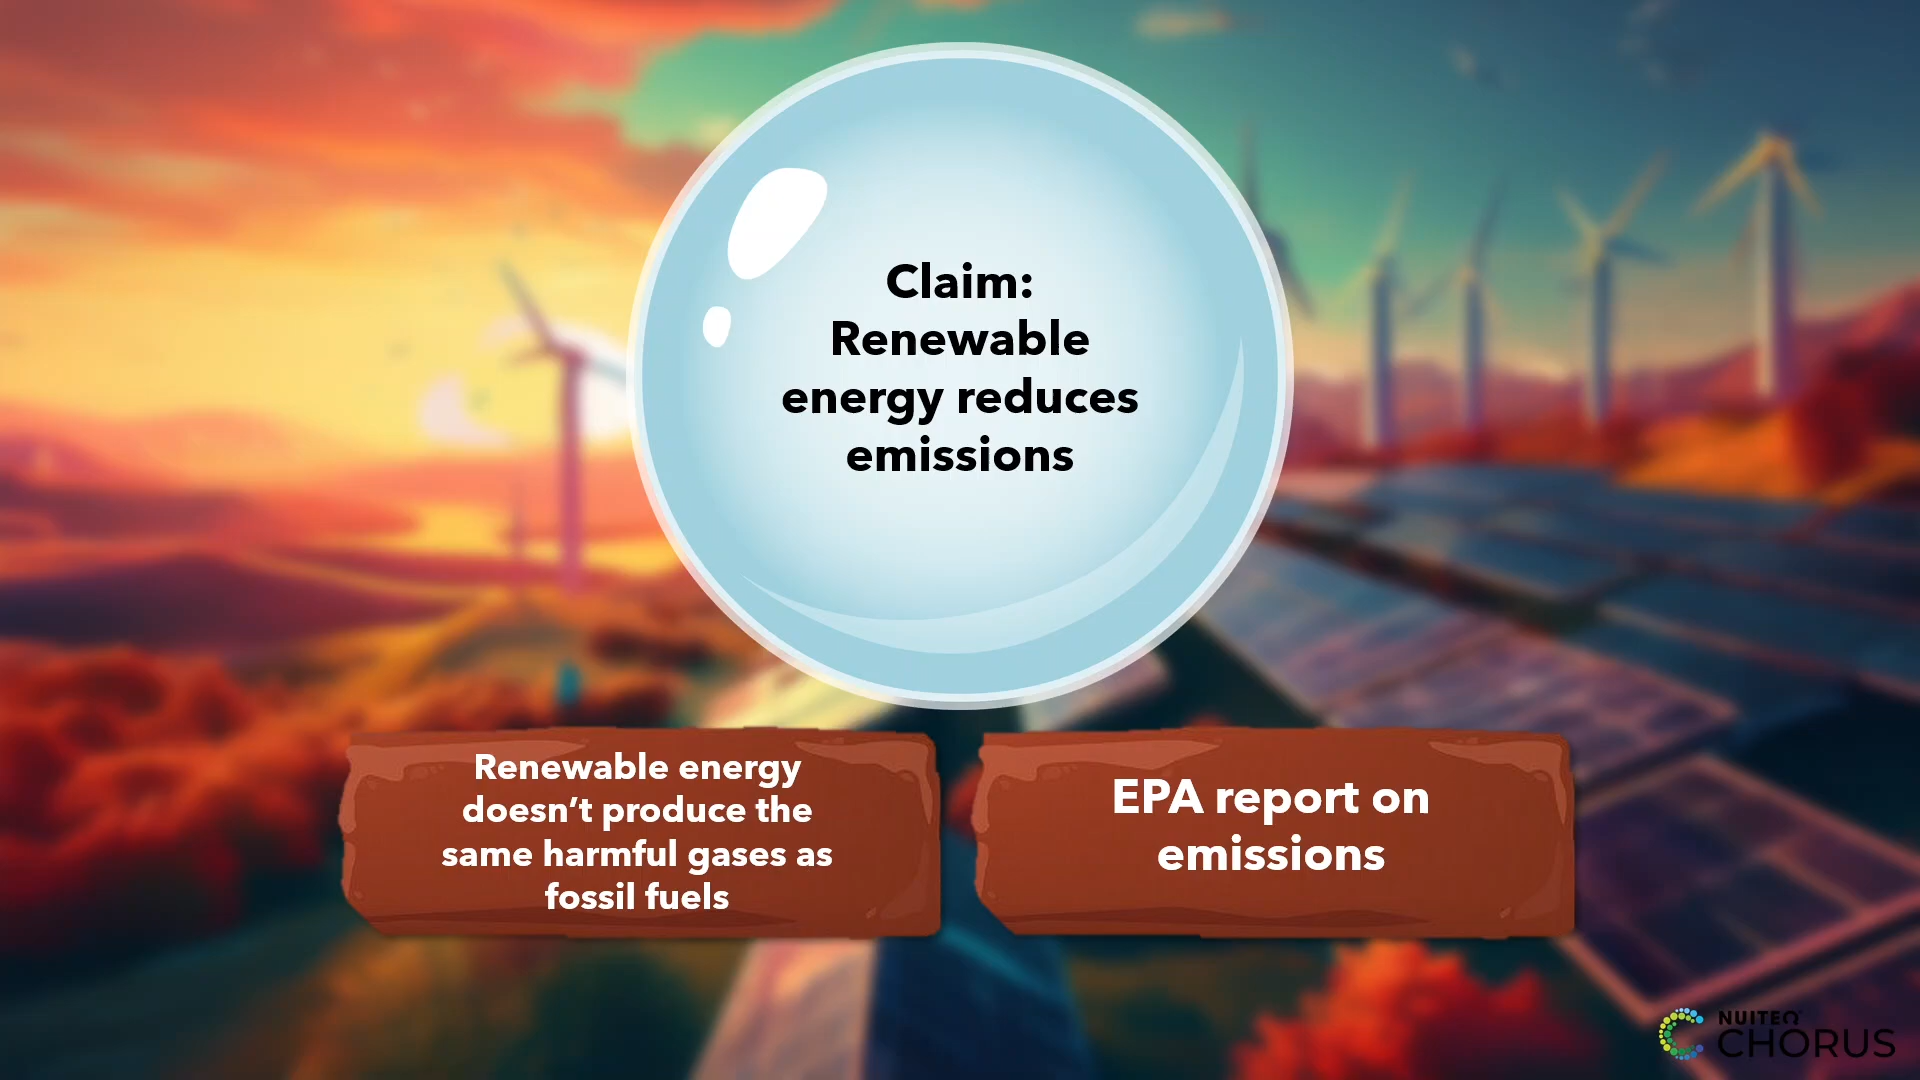 Claim:
Renewable
energy reduces
emissions
Renewable energy
doesn’t produce the
same harmful gases as
fossil fuels
EPA report on
emissions
NUITEQ
CHORUS